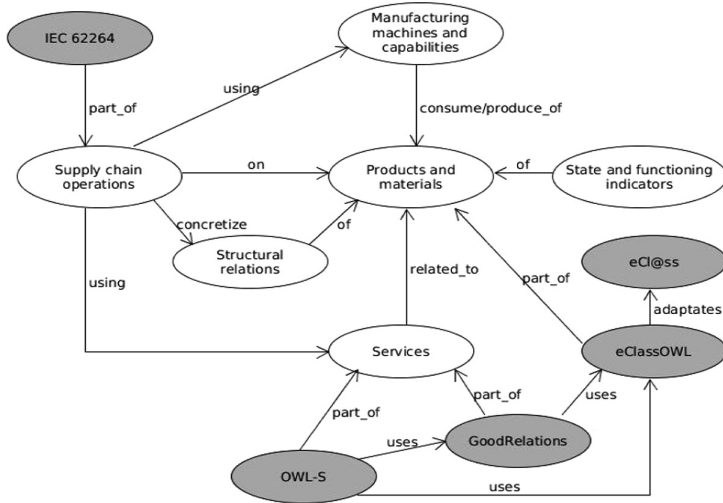 Manufacturing
machines and
capabilities
IEC 62264
using
part_of
consume/produce_of
Supply chain
operations
on
Products and
materials
of
State and functioning
indicators
concretize
of
Structural
relations
eCl@ss
using
related_to
part_of
adaptates
Services
eClassOWL
part_of
part_of
uses
uses
GoodRelations
OWL-S
uses